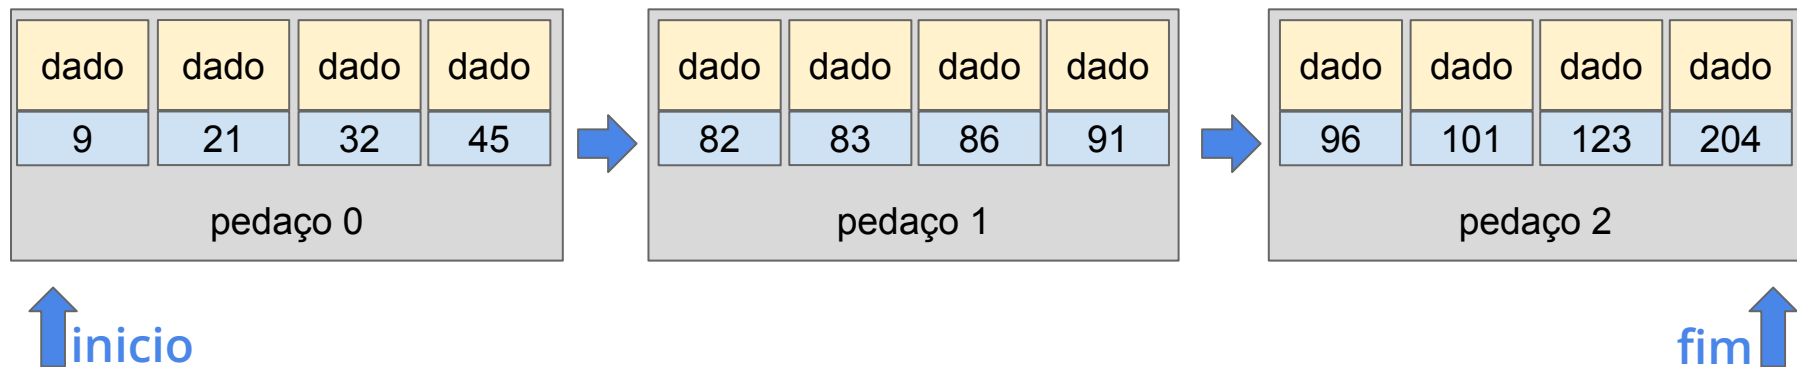 dado dado dado dado dado dado dado dado dado dado dado dado
9 21 32 45 82 83 86 91 96 101 123 204
pedaço 0 pedaço 1 pedaço 2
inicio fim